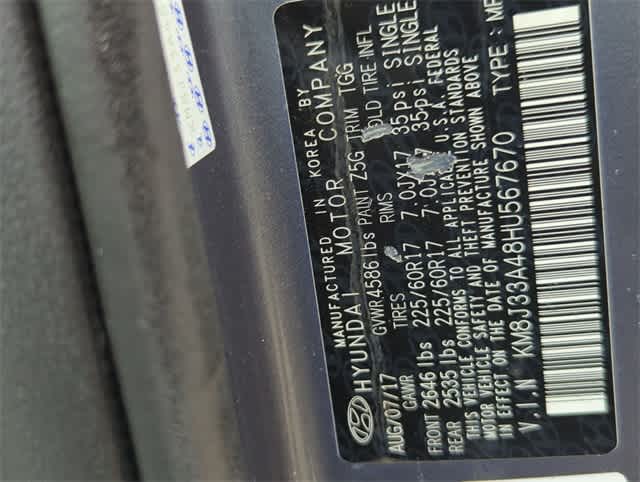 MANUFACTURED IN KOREA BY
HYUNDAI MOTOR COMPANY
AUG/07/17 GVWR 4586 lbs PAINT Z5G TRIM TGG
GAWR TIRES RIMS COLD TIRE INFL
FRONT 2646 lbs 225/60R17 7.0JX17 35psi SINGLE
REAR 2535 lbs 225/60R17 7.0J 17 35psi SINGLE
THIS VEHICLE CONFORMS TO ALL APPLICABLE U.S.A. FEDERAL
MOTOR VEHICLE SAFETY AND THEFT PREVENTION STANDARDS
IN EFFECT ON THE DATE OF MANUFACTURE SHOWN ABOVE
V.I.N KM8J33A48HU567670 TYPE :